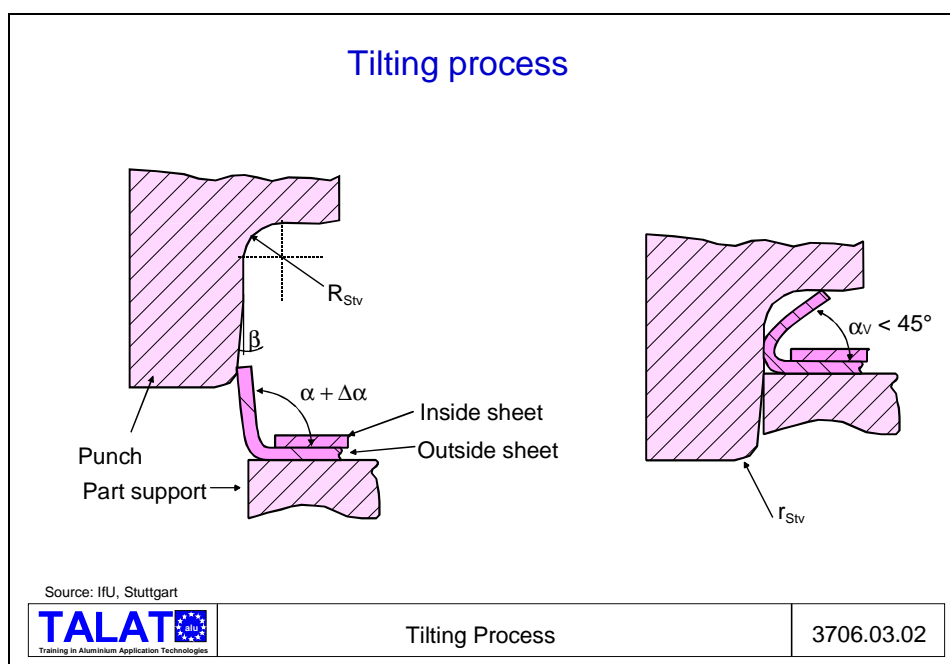 Tilting process
R_Stv
β
α + Δα
α_V < 45°
Inside sheet
Outside sheet
Punch
Part support
r_Stv
Source: IfU, Stuttgart
TALAT alu
Training in Aluminium Application Technologies
Tilting Process
3706.03.02